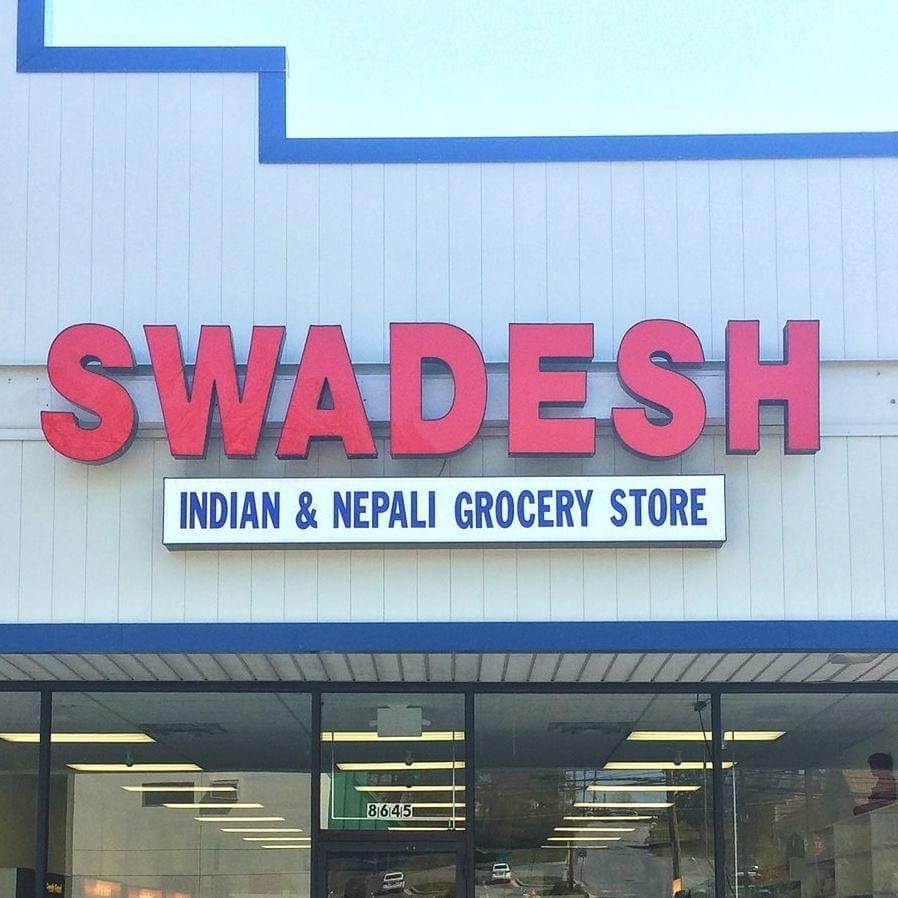 SWADESH
INDIAN & NEPALI GROCERY STORE
8645